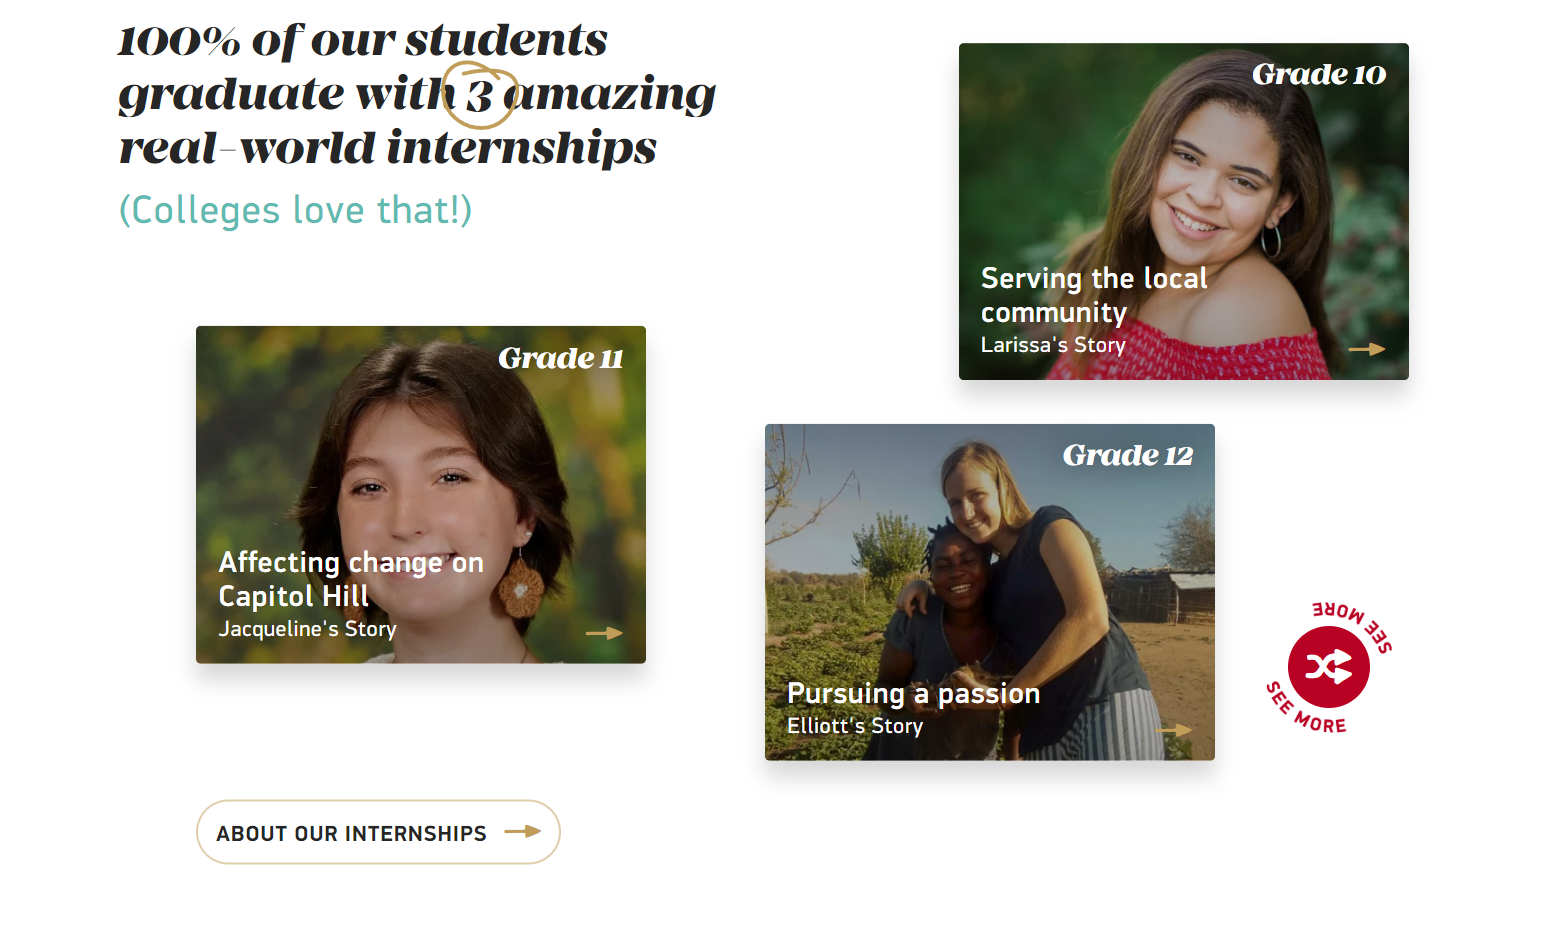 100% of our students
graduate with 3 amazing
real-world internships
(Colleges love that!)
Grade 10
Serving the local
community
Larissa's Story
Grade 11
Affecting change on
Capitol Hill
Jacqueline's Story
Grade 12
Pursuing a passion
Elliott's Story
SEE MORE
SEE MORE
ABOUT OUR INTERNSHIPS